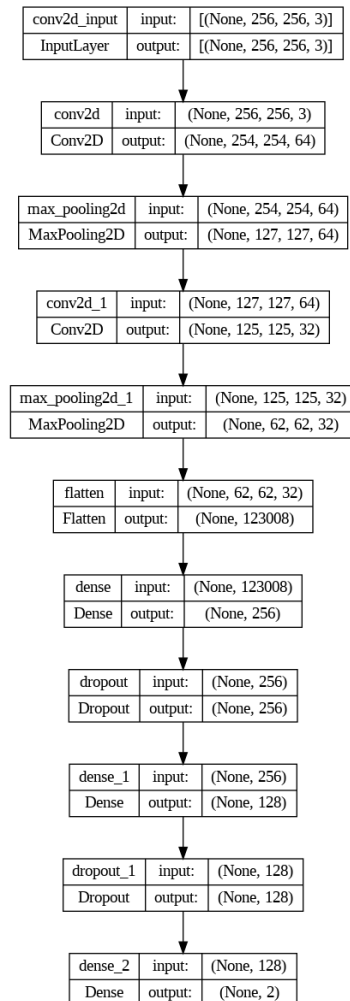 conv2d_input input: [(None, 256, 256, 3)]
InputLayer output: [(None, 256, 256, 3)]
conv2d input: (None, 256, 256, 3)
Conv2D output: (None, 254, 254, 64)
max_pooling2d input: (None, 254, 254, 64)
MaxPooling2D output: (None, 127, 127, 64)
conv2d_1 input: (None, 127, 127, 64)
Conv2D output: (None, 125, 125, 32)
max_pooling2d_1 input: (None, 125, 125, 32)
MaxPooling2D output: (None, 62, 62, 32)
flatten input: (None, 62, 62, 32)
Flatten output: (None, 123008)
dense input: (None, 123008)
Dense output: (None, 256)
dropout input: (None, 256)
Dropout output: (None, 256)
dense_1 input: (None, 256)
Dense output: (None, 128)
dropout_1 input: (None, 128)
Dropout output: (None, 128)
dense_2 input: (None, 128)
Dense output: (None, 2)